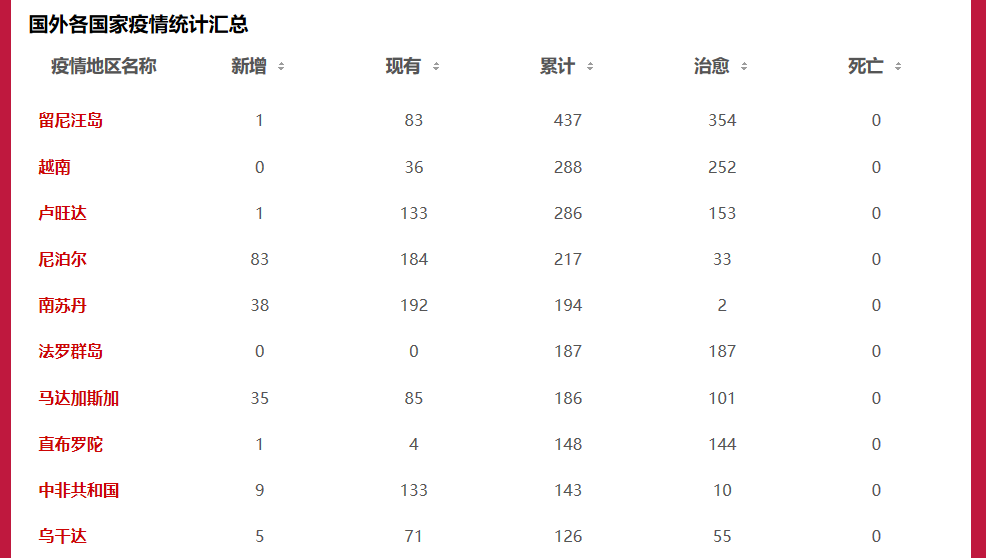 国外各国家疫情统计汇总
疫情地区名称 新增 现有 累计 治愈 死亡
留尼汪岛 1 83 437 354 0
越南 0 36 288 252 0
卢旺达 1 133 286 153 0
尼泊尔 83 184 217 33 0
南苏丹 38 192 194 2 0
法罗群岛 0 0 187 187 0
马达加斯加 35 85 186 101 0
直布罗陀 1 4 148 144 0
中非共和国 9 133 143 10 0
乌干达 5 71 126 55 0